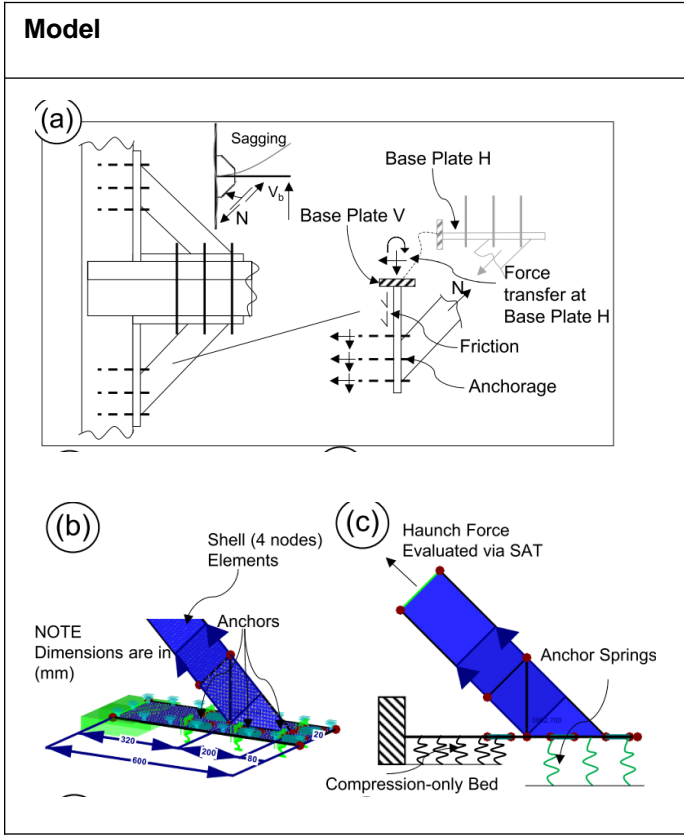 Model
(a)
Sagging
V_b
N
Base Plate H
Base Plate V
N
Force
transfer at
Base Plate H
Friction
Anchorage
(b)
Shell (4 nodes)
Elements
Anchors
NOTE
Dimensions are in
(mm)
320
200
80
600
(c)
Haunch Force
Evaluated via SAT
Anchor Springs
Compression-only Bed